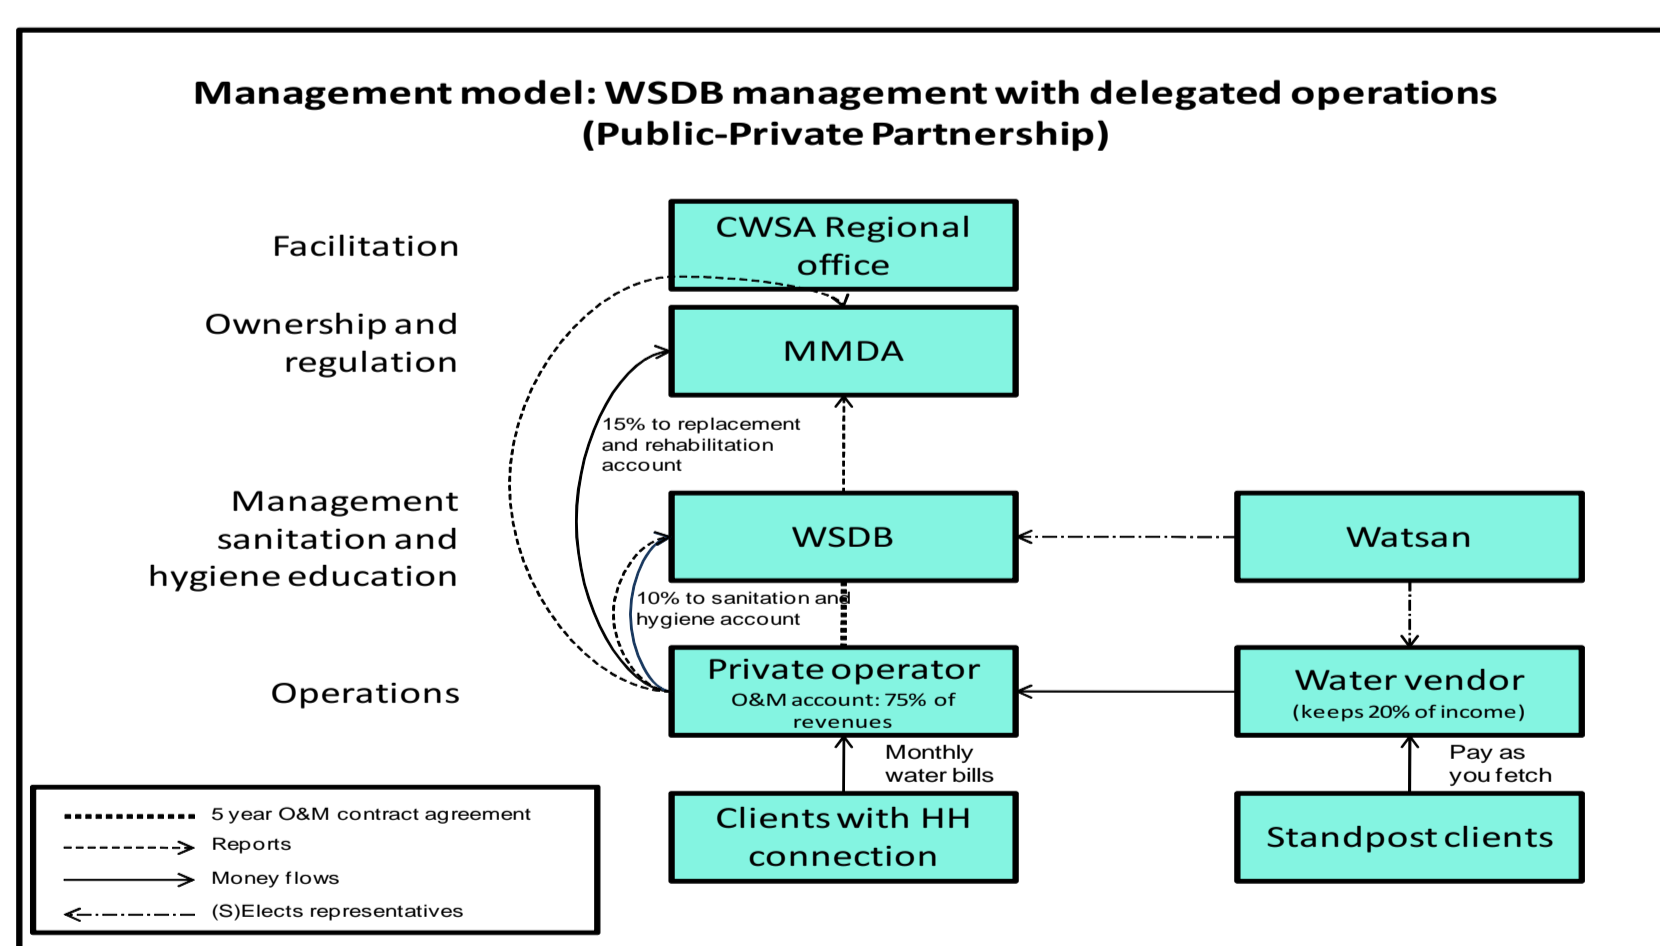 Management model: WSDB management with delegated operations
(Public-Private Partnership)
Facilitation
CWSA Regional
office
Ownership and
regulation
MMDA
15% to replacement
and rehabilitation
account
Management
sanitation and
hygiene education
WSDB
Watsan
10% to sanitation and
hygiene account
Operations
Private operator
O&M account: 75% of
revenues
Water vendor
(keeps 20% of income)
Monthly
water bills
Pay as
you fetch
Clients with HH
connection
Standpost clients
5 year O&M contract agreement
Reports
Money flows
(S)Elects representatives